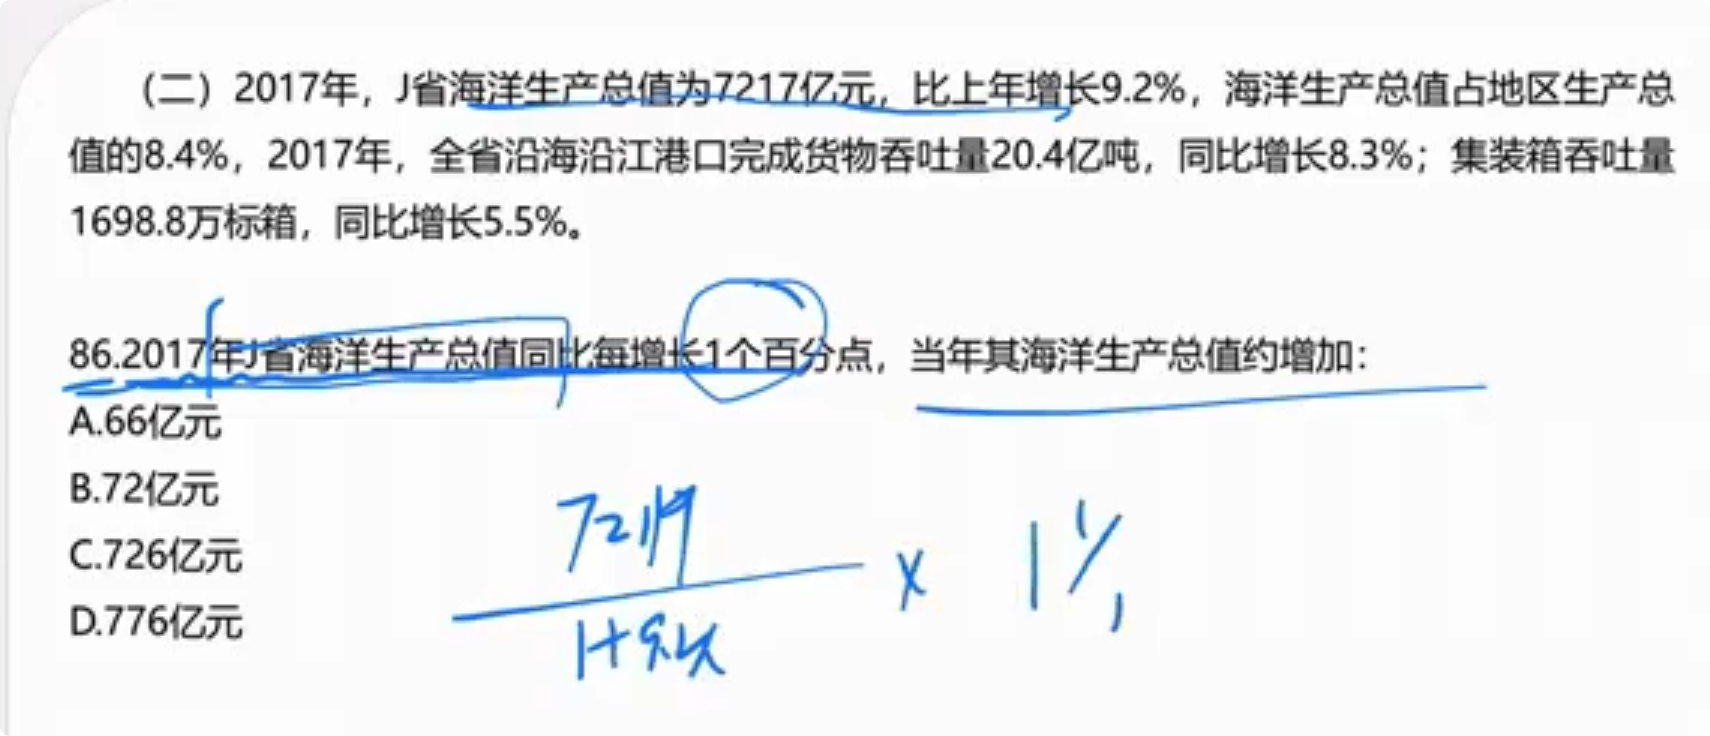 （二）2017年，J省海洋生产总值为7217亿元，比上年增长9.2%，海洋生产总值占地区生产总
值的8.4%，2017年，全省沿海沿江港口完成货物吞吐量20.4亿吨，同比增长8.3%；集装箱吞吐量
1698.8万标箱，同比增长5.5%。
86.2017年J省海洋生产总值同比每增长1个百分点，当年其海洋生产总值约增加：
A.66亿元
B.72亿元
C.726亿元
D.776亿元
7217
1+9.2%
× 1%